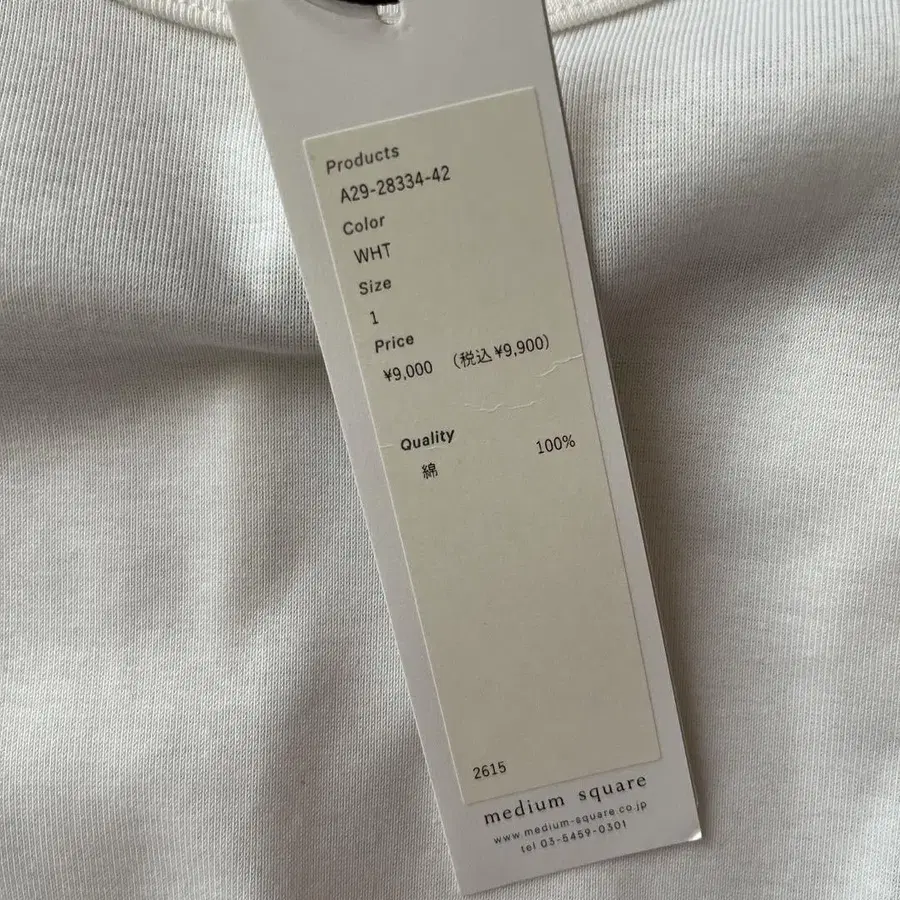 Products
A29-28334-42
Color
WHT
Size
1
Price
¥9,000 （税込¥9,900）
Quality
綿 100%
2615
medium square
www.medium-square.co.jp
tel 03-5459-0301